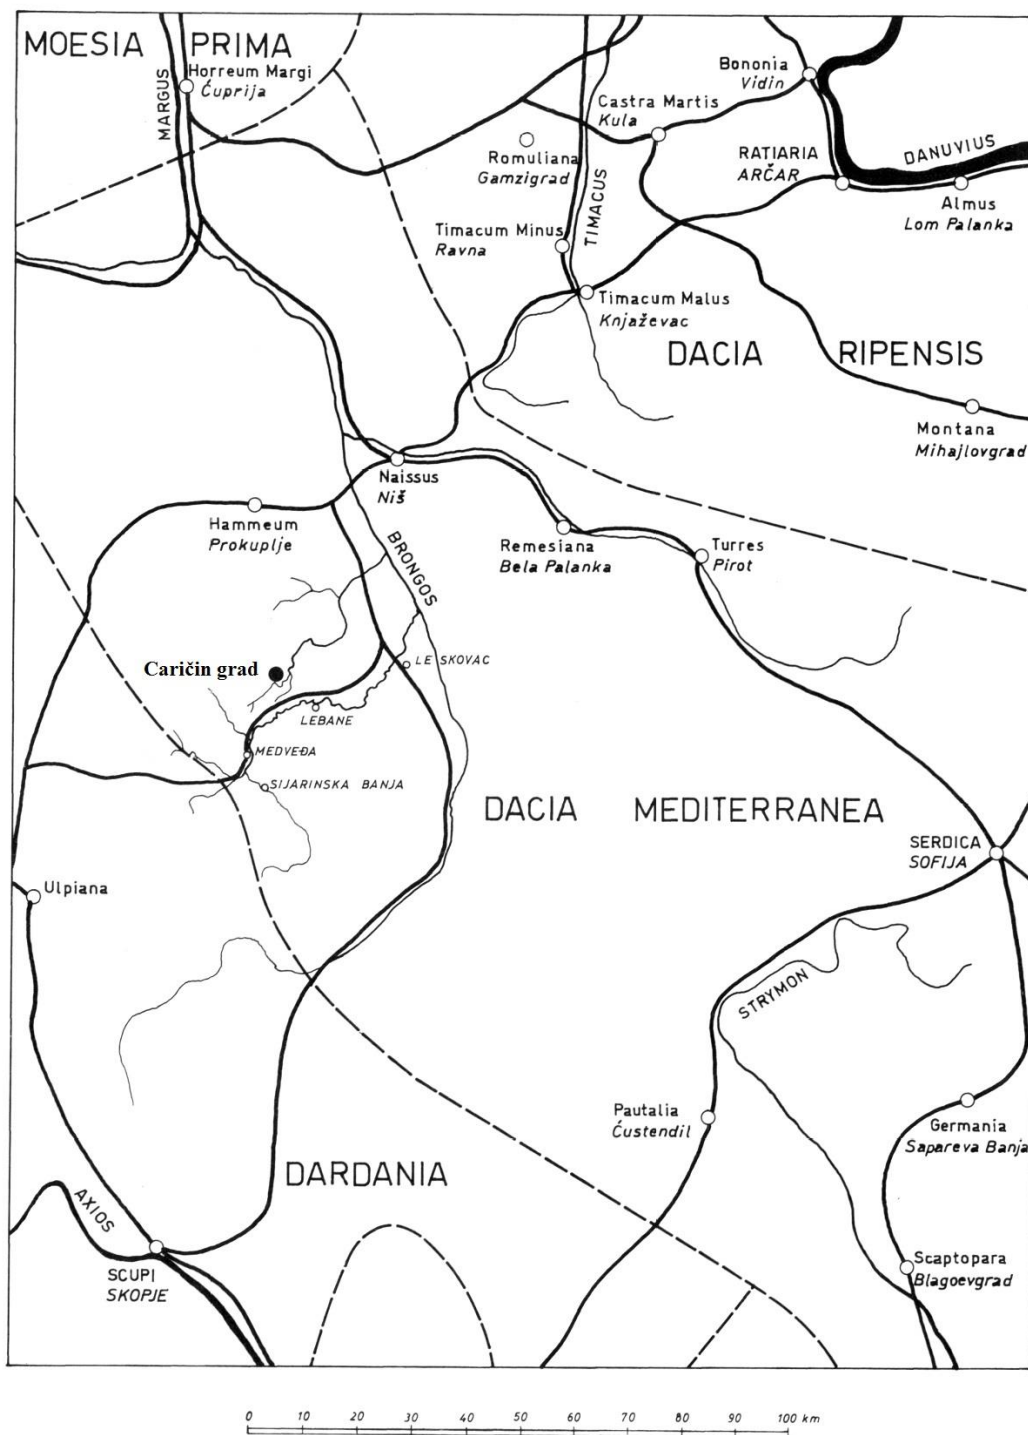 MOESIA PRIMA
Horreum Margi
Ćuprija
MARGUS
Bononia
Vidin
Castra Martis
Kula
Romuliana
Gamzigrad
RATIARIA
ARČAR
DANUVIUS
Almus
Lom Palanka
TIMACUS
Timacum Minus
Ravna
Timacum Malus
Knjaževac
DACIA RIPENSIS
Montana
Mihajlovgrad
Naissus
Niš
Hammeum
Prokuplje
BRONGOS
Remesiana
Bela Palanka
Turres
Pirot
Caričin grad
LESKOVAC
LEBANE
MEDVEĐA
SIJARINSKA BANJA
DACIA MEDITERRANEA
SERDICA
SOFIJA
Ulpiana
STRYMON
Pautalia
Ćustendil
Germania
Sapareva Banja
DARDANIA
AXIOS
SCUPI
SKOPJE
Scaptopara
Blagoevgrad
0 10 20 30 40 50 60 70 80 90 100 km